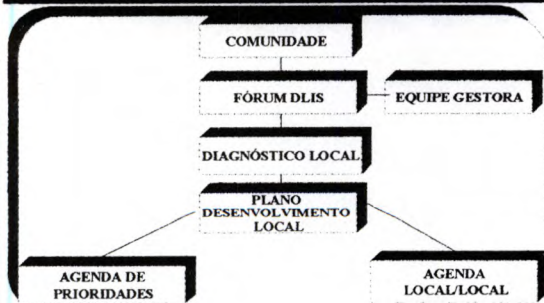 COMUNIDADE
FÓRUM DLIS
EQUIPE GESTORA
DIAGNÓSTICO LOCAL
PLANO
DESENVOLVIMENTO
LOCAL
AGENDA DE
PRIORIDADES
AGENDA
LOCAL/LOCAL